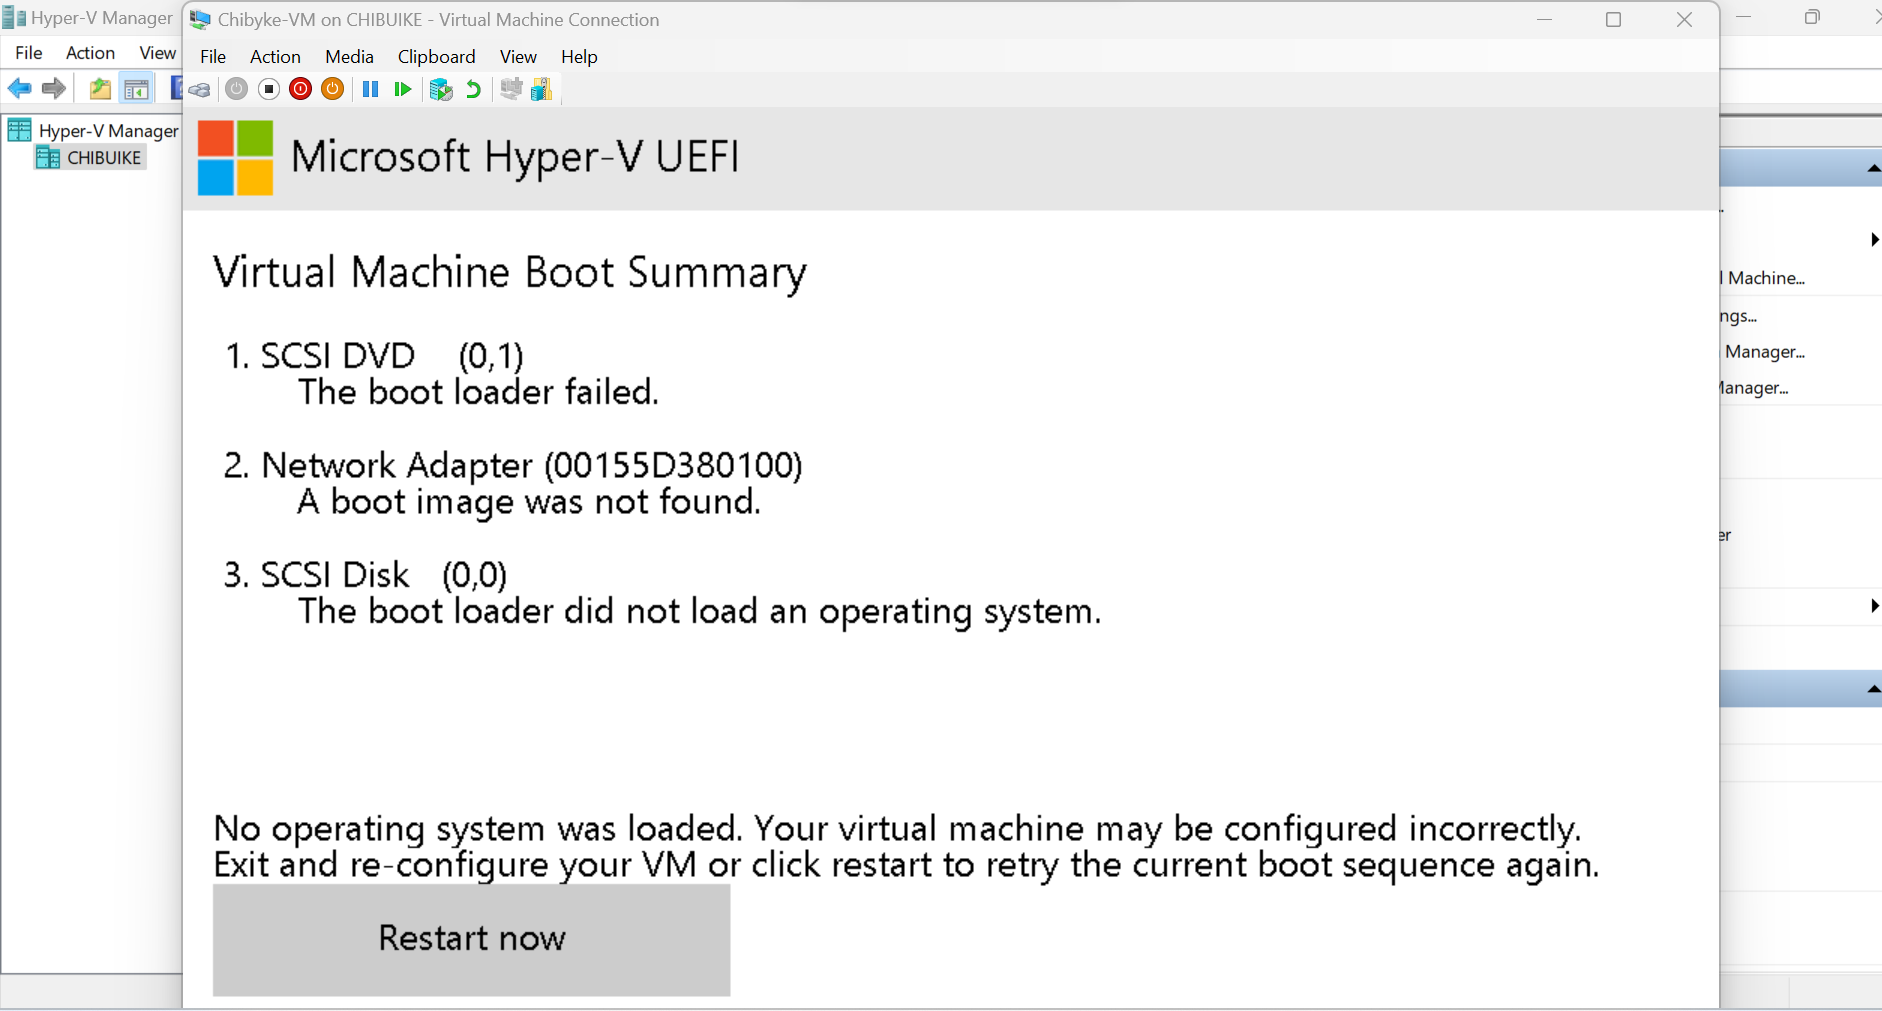 Hyper-V Manager
File Action View
Hyper-V Manager
CHIBUIKE
Chibyke-VM on CHIBUIKE - Virtual Machine Connection
File Action Media Clipboard View Help
Microsoft Hyper-V UEFI
Virtual Machine Boot Summary
1. SCSI DVD (0,1)
The boot loader failed.
2. Network Adapter (00155D380100)
A boot image was not found.
3. SCSI Disk (0,0)
The boot loader did not load an operating system.
No operating system was loaded. Your virtual machine may be configured incorrectly.
Exit and re-configure your VM or click restart to retry the current boot sequence again.
Restart now
Machine...
Manager...